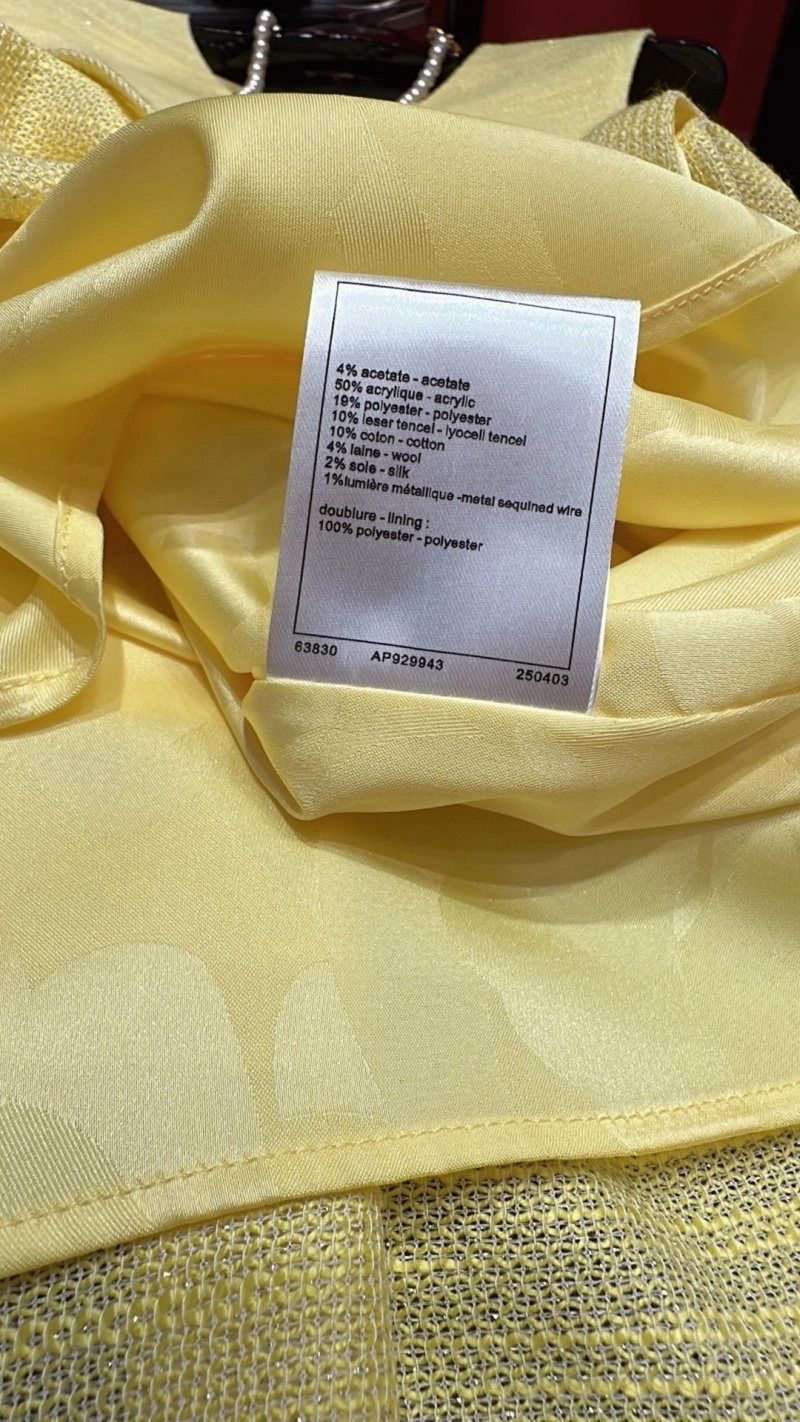 4% acetate - acetate
50% acrylique - acrylic
19% polyester - polyester
10% leser tencel - lyocell tencel
10% coton - cotton
4% laine - wool
2% soie - silk
1%lumière métallique -metal sequined wire
doublure - lining :
100% polyester - polyester
63830 AP929943 250403